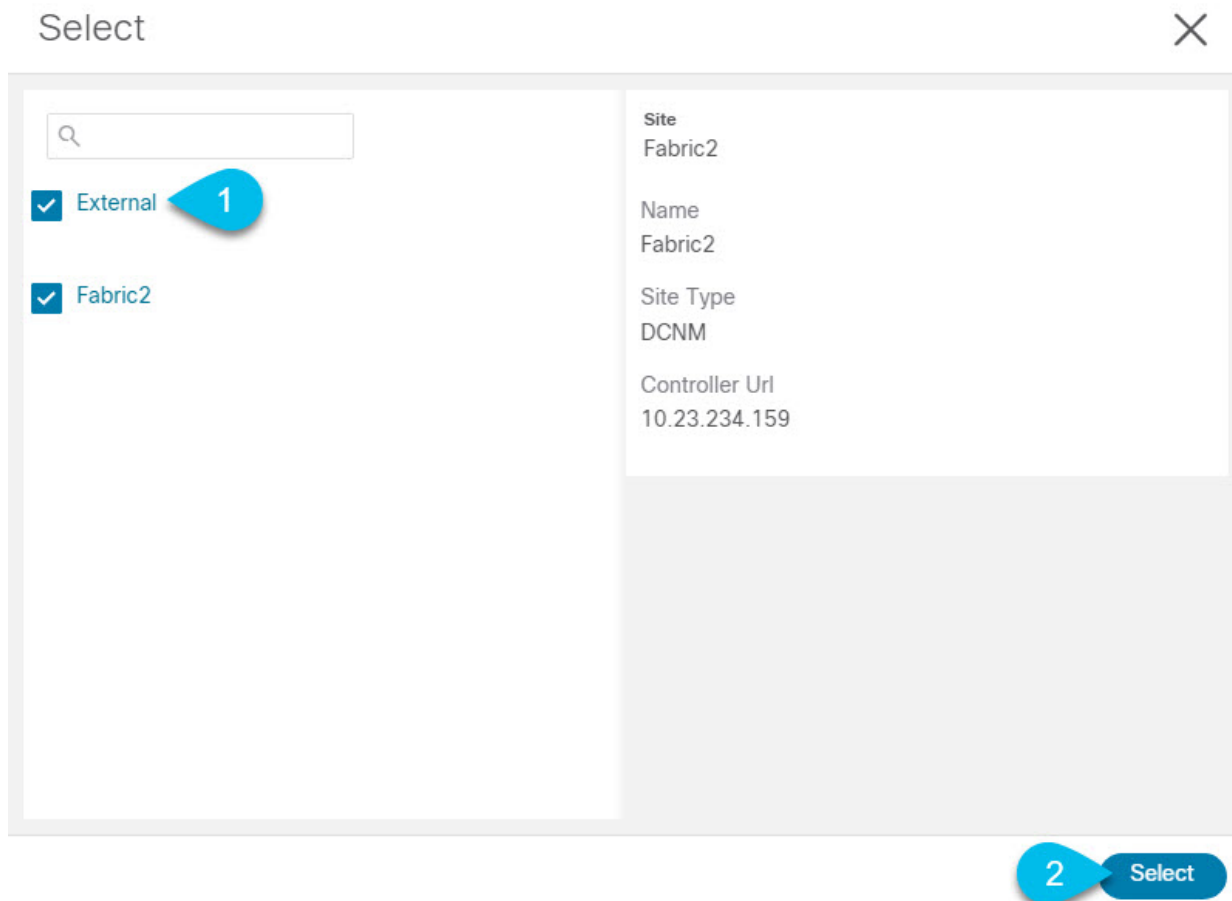 Select
External
1
Fabric2
Site
Fabric2
Name
Fabric2
Site Type
DCNM
Controller Url
10.23.234.159
2
Select